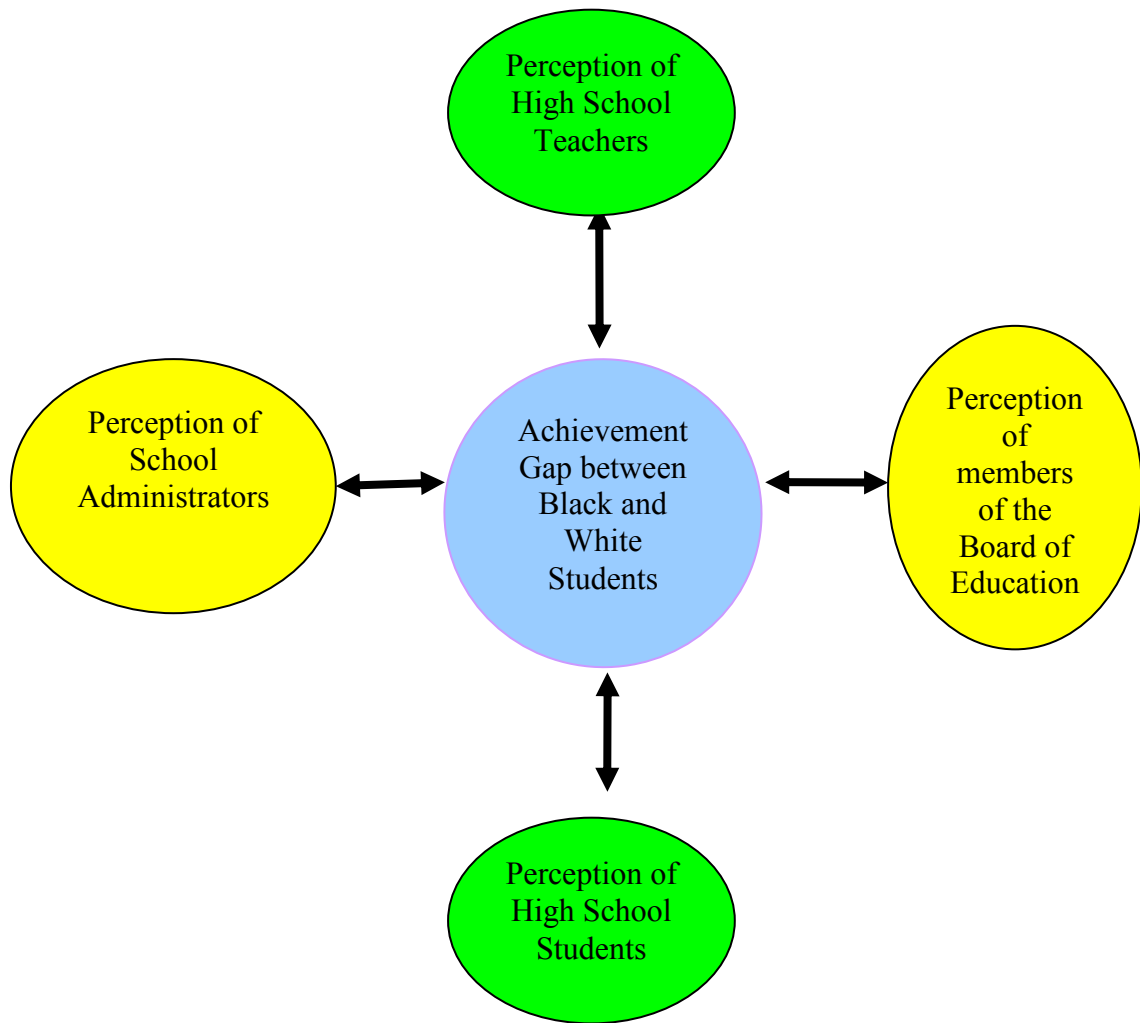 Perception of
High School
Teachers
Perception of
School
Administrators
Achievement
Gap between
Black and
White
Students
Perception
of
members
of the
Board of
Education
Perception of
High School
Students